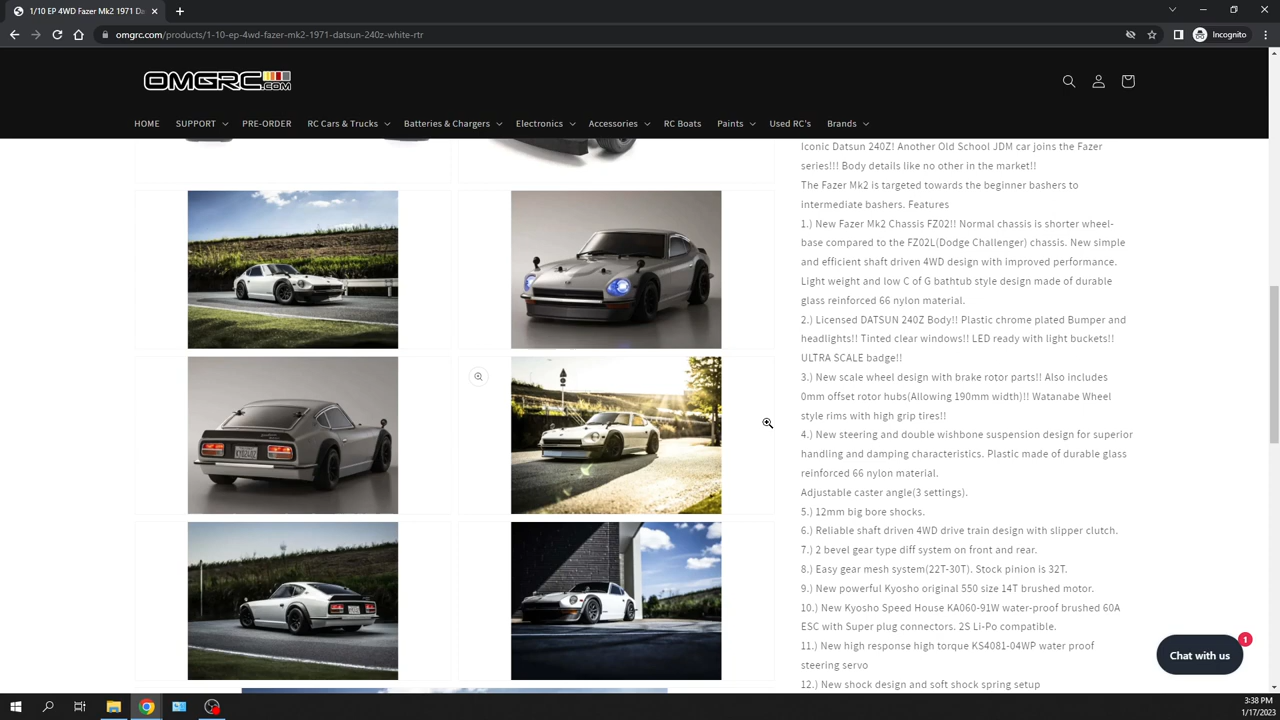 1/10 EP 4WD Fazer Mk2 1971 Da
omgrc.com/products/1-10-ep-4wd-fazer-mk2-1971-datsun-240z-white-rtr
Incognito
OMGRC.COM
HOME SUPPORT PRE-ORDER RC Cars & Trucks Batteries & Chargers Electronics Accessories RC Boats Paints Used RC's Brands
Iconic Datsun 240Z! Another Old School JDM car joins the Fazer
series!!! Body details like no other in the market!!
The Fazer Mk2 is targeted towards the beginner bashers to
intermediate bashers. Features
1.) New Fazer Mk2 Chassis FZ02!! Normal chassis is shorter wheel-
base compared to the FZ02L(Dodge Challenger) chassis. New simple
and efficient shaft driven 4WD design with improved performance.
Light weight and low C of G bathtub style design made of durable
glass reinforced 66 nylon material.
2.) Licensed DATSUN 240Z Body!! Plastic chrome plated Bumper and
headlights!! Tinted clear windows!! LED ready with light buckets!!
ULTRA SCALE badge!!
3.) New scale wheel design with brake rotor parts!! Also includes
0mm offset rotor hubs(Allowing 190mm width)!! Watanabe Wheel
style rims with high grip tires!!
4.) New steering and double wishbone suspension design for superior
handling and damping characteristics. Plastic made of durable glass
reinforced 66 nylon material.
Adjustable caster angle(3 settings).
5.) 12mm big bore shocks.
6.) Reliable shaft driven 4WD drive train design with slipper clutch.
7.) 2 bevel gear type diff system on front and rear.
8.) Easy gear mesh system(22T-30T). Stock pinion is 32T.
9.) New powerful Kyosho original 550 size 14T brushed motor.
10.) New Kyosho Speed House KA060-91W waterproof brushed 60A
ESC with Super plug connectors. 2S Li-Po compatible.
11.) New high response high torque KS4081-04WP water proof
steering servo
12.) New shock design and soft shock spring setup
Chat with us
1
3:38 PM
1/17/2023